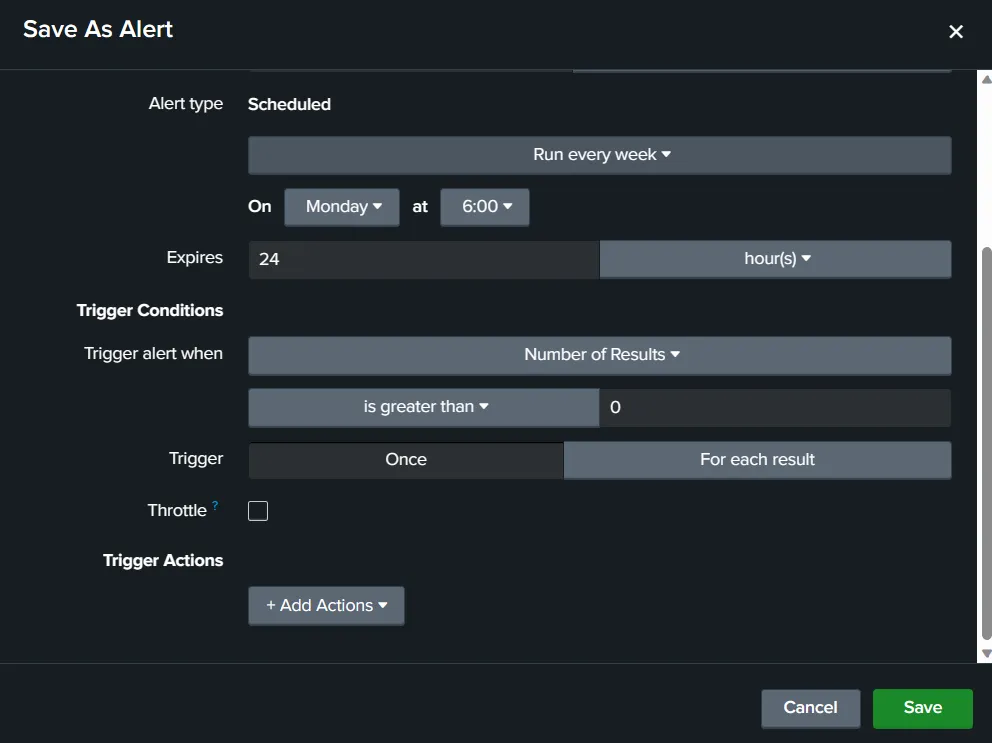 Save As Alert
Alert type Scheduled
Run every week
On Monday at 6:00
Expires 24 hour(s)
Trigger Conditions
Trigger alert when Number of Results
is greater than 0
Trigger Once For each result
Throttle ?
Trigger Actions
+ Add Actions
Cancel Save